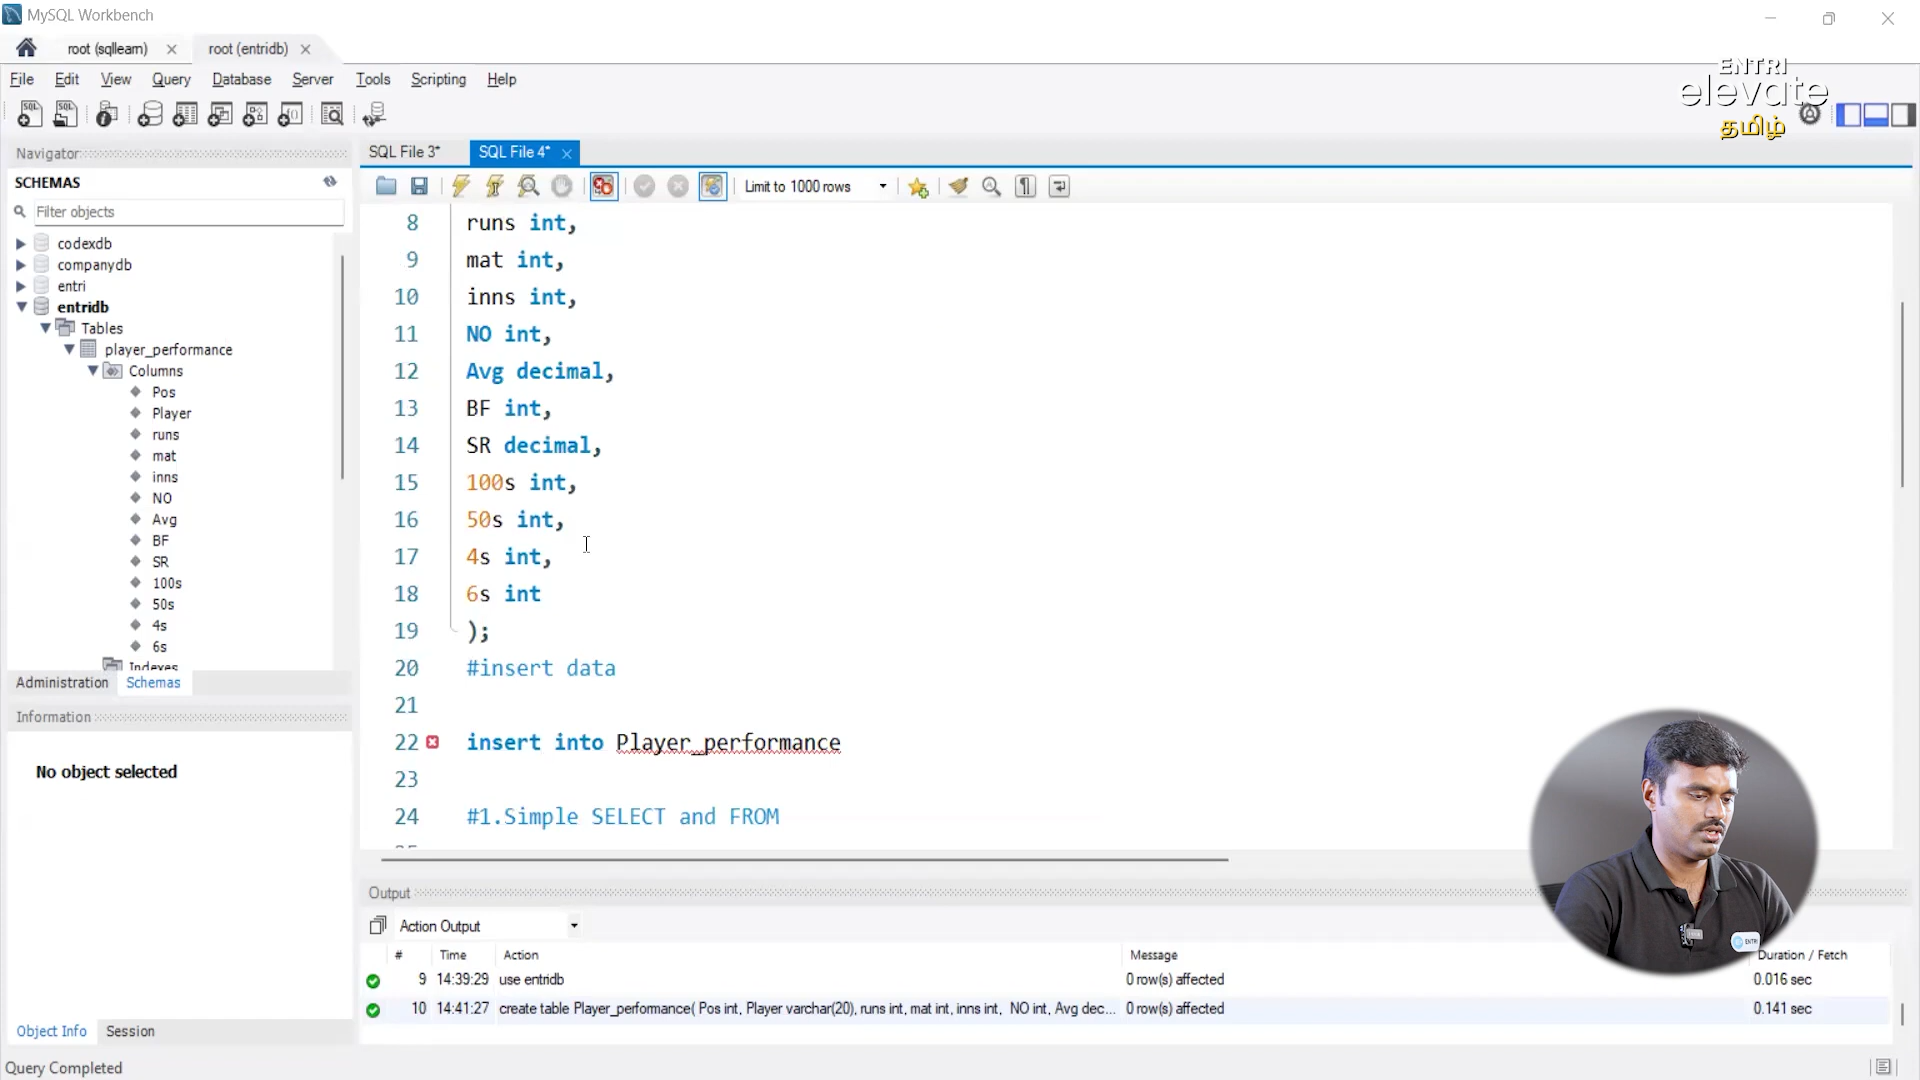 MySQL Workbench
root (sqllearn)
root (entridb)
File Edit View Query Database Server Tools Scripting Help
ENTRI
elevate
தமிழ்
Navigator
SCHEMAS
Filter objects
codexdb
companydb
entri
entridb
Tables
player_performance
Columns
Pos
Player
runs
mat
inns
NO
Avg
BF
SR
100s
50s
4s
6s
Indexes
Administration Schemas
Information
No object selected
Object Info Session
Query Completed
SQL File 3* SQL File 4*
Limit to 1000 rows
8 runs int,
9 mat int,
10 inns int,
11 NO int,
12 Avg decimal,
13 BF int,
14 SR decimal,
15 100s int,
16 50s int,
17 4s int,
18 6s int
19 );
20 #insert data
21
22 insert into Player_performance
23
24 #1.Simple SELECT and FROM
Output
Action Output
# Time Action Message Duration / Fetch
9 14:39:29 use entridb 0 row(s) affected 0.016 sec
10 14:41:27 create table Player_performance( Pos int, Player varchar(20), runs int, mat int, inns int, NO int, Avg dec... 0 row(s) affected 0.141 sec
ENTRI